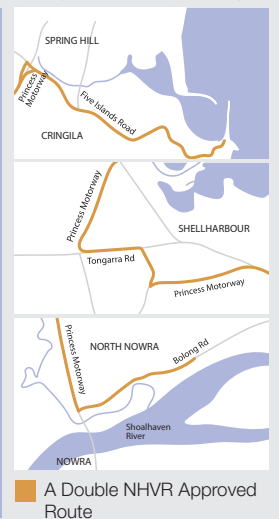 SPRING HILL
Princess
Motorway
Five Islands Road
CRINGILA
Princess Motorway
SHELLHARBOUR
Tongarra Rd
Princess Motorway
Princess Motorway
NORTH NOWRA
Bolong Rd
Shoalhaven
River
NOWRA
A Double NHVR Approved
Route